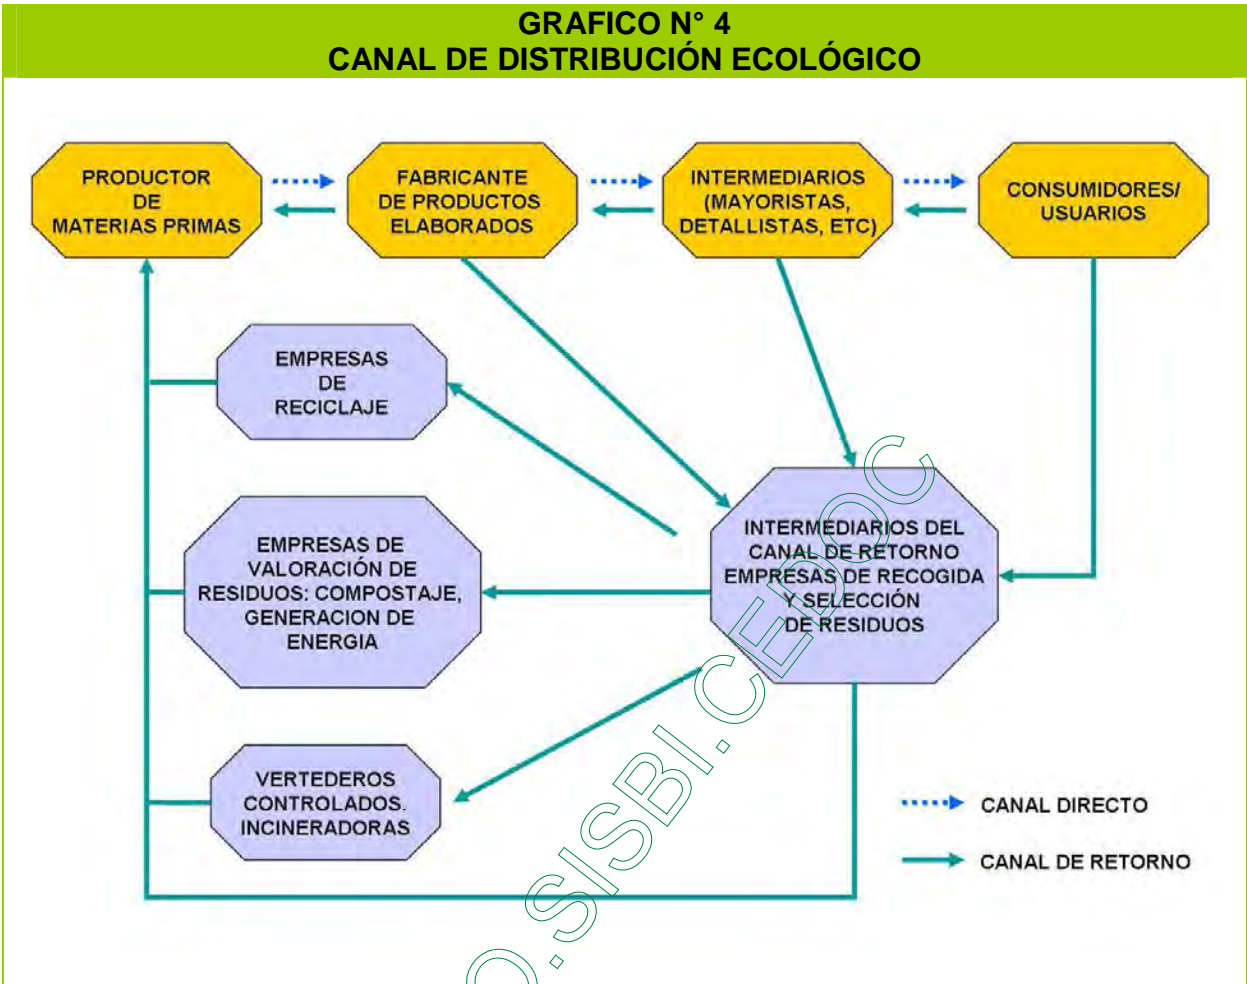 GRAFICO N° 4
CANAL DE DISTRIBUCIÓN ECOLÓGICO
PRODUCTOR
DE
MATERIAS PRIMAS
FABRICANTE
DE PRODUCTOS
ELABORADOS
INTERMEDIARIOS
(MAYORISTAS,
DETALLISTAS, ETC)
CONSUMIDORES/
USUARIOS
EMPRESAS
DE
RECICLAJE
EMPRESAS DE
VALORACIÓN DE
RESIDUOS: COMPOSTAJE,
GENERACION DE
ENERGIA
INTERMEDIARIOS DEL
CANAL DE RETORNO
EMPRESAS DE RECOGIDA
Y SELECCIÓN
DE RESIDUOS
VERTEDEROS
CONTROLADOS.
INCINERADORAS
CANAL DIRECTO
CANAL DE RETORNO
O.SISBI.CEDOC